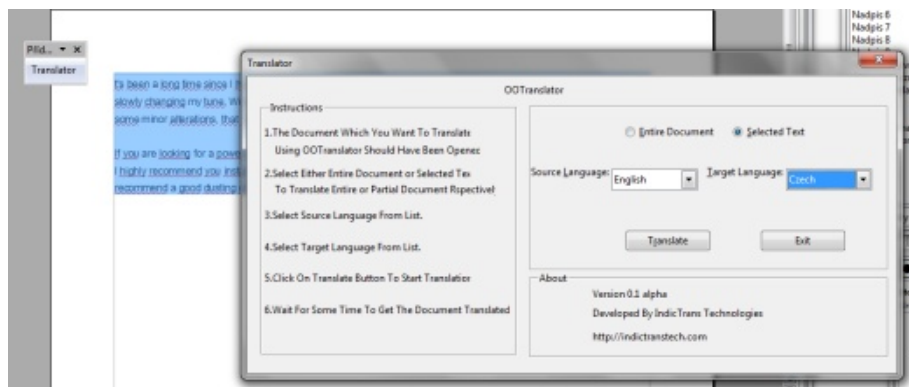 Nadpis 6
Nadpis 7
Nadpis 8
Přid...
Translator
It's been a long time since I
slowly changing my tune. Wi
some minor alterations, that
If you are looking for a powe
I highly recommend you inst
recommend a good dusting
Translator
OOTranslator
Instructions
1.The Document Which You Want To Translate
Using OOTranslator Should Have Been Opened
2.Select Either Entire Document or Selected Tex
To Translate Entire or Partial Document Rspectivel
3.Select Source Language From List.
4.Select Target Language From List.
5.Click On Translate Button To Start Translation
6.Wait For Some Time To Get The Document Translated
Entire Document
Selected Text
Source Language: English
Target Language: Czech
Translate
Exit
About
Version 0.1 alpha
Developed By IndicTrans Technologies
http://indictranstech.com